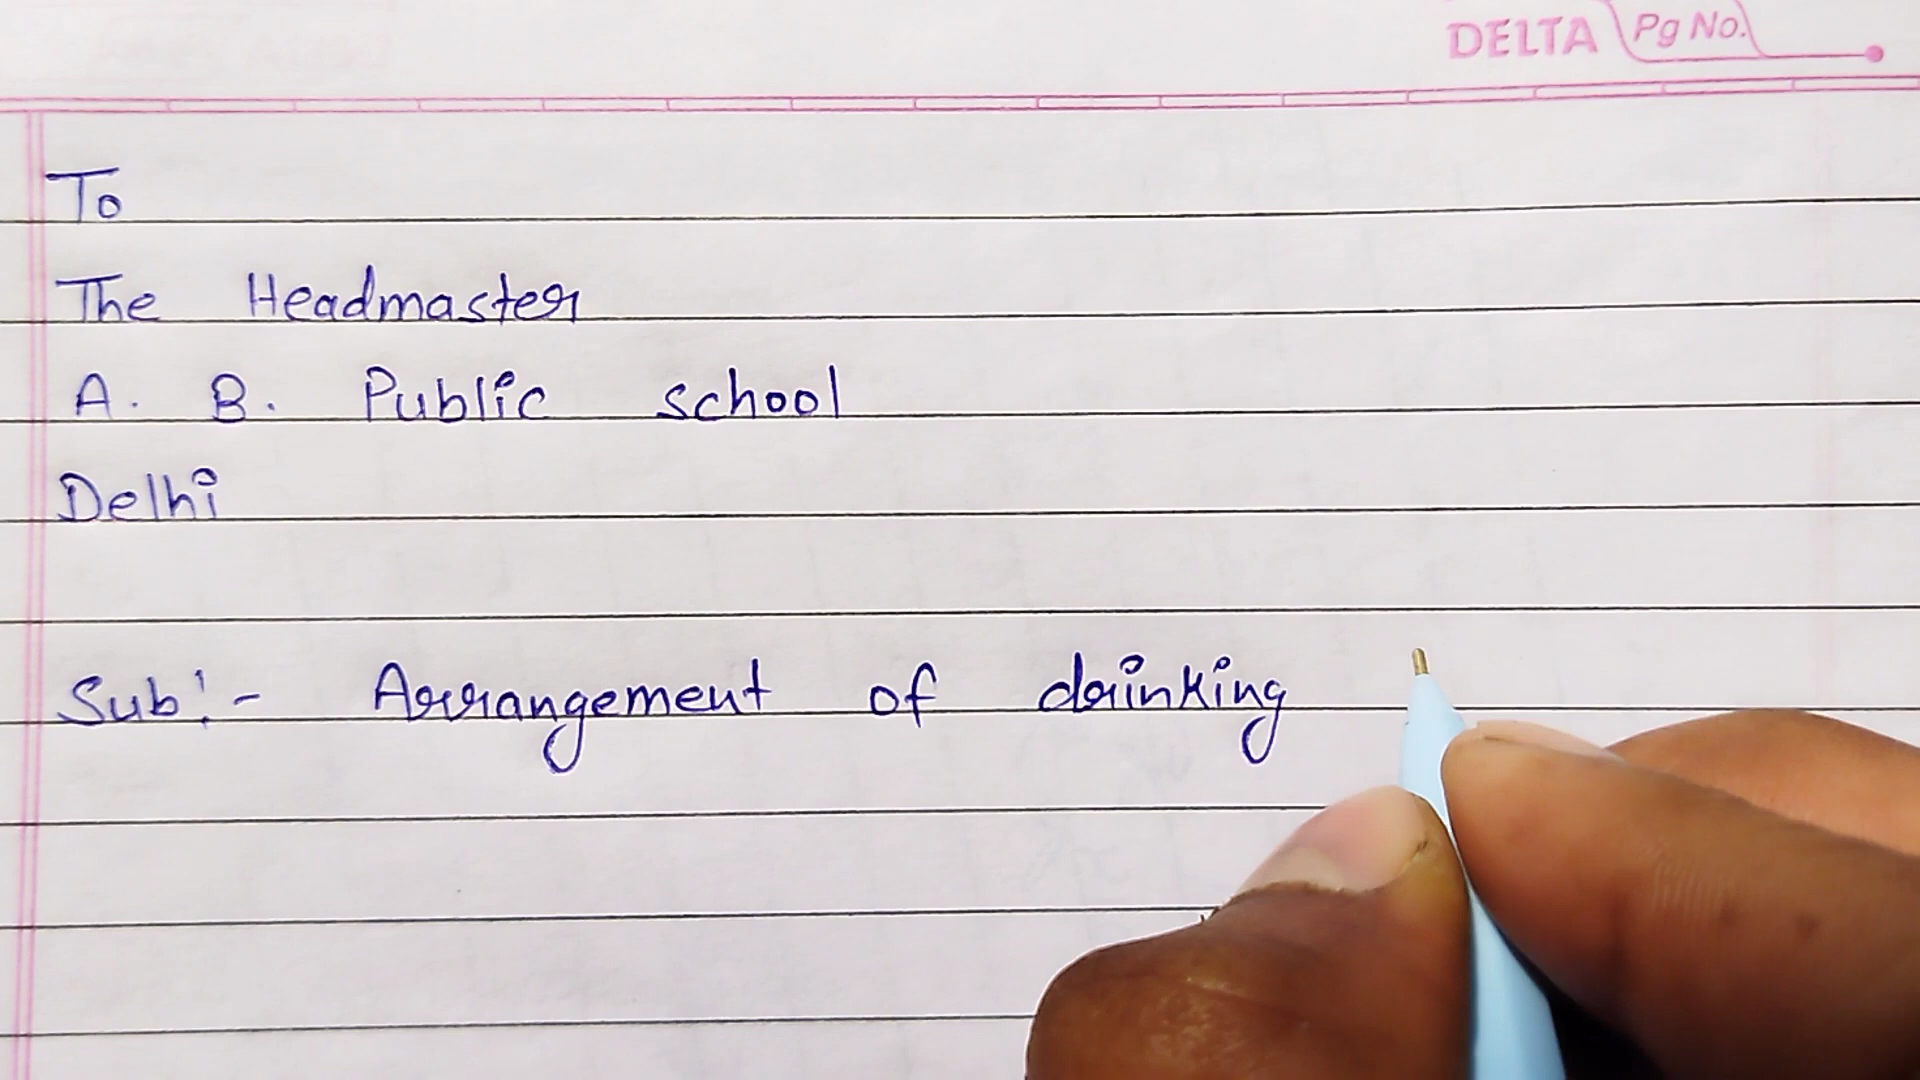 DELTA Pg No.
To
The Headmaster
A. B. Public school
Delhi
Sub:- Arrangement of drinking